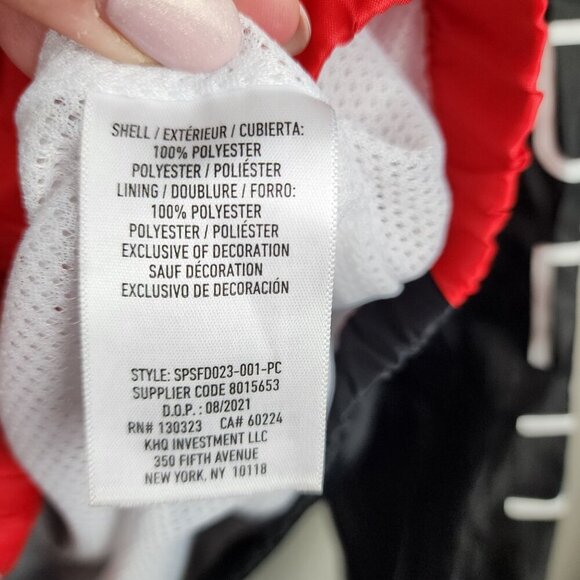 SHELL / EXTÉRIEUR / CUBIERTA:
100% POLYESTER
POLYESTER / POLIÉSTER
LINING / DOUBLURE / FORRO:
100% POLYESTER
POLYESTER / POLIÉSTER
EXCLUSIVE OF DECORATION
SAUF DÉCORATION
EXCLUSIVO DE DECORACIÓN
STYLE: SPSFD023-001-PC
SUPPLIER CODE 8015653
D.O.P. : 08/2021
RN# 130323 CA# 60224
KHQ INVESTMENT LLC
350 FIFTH AVENUE
NEW YORK, NY 10118